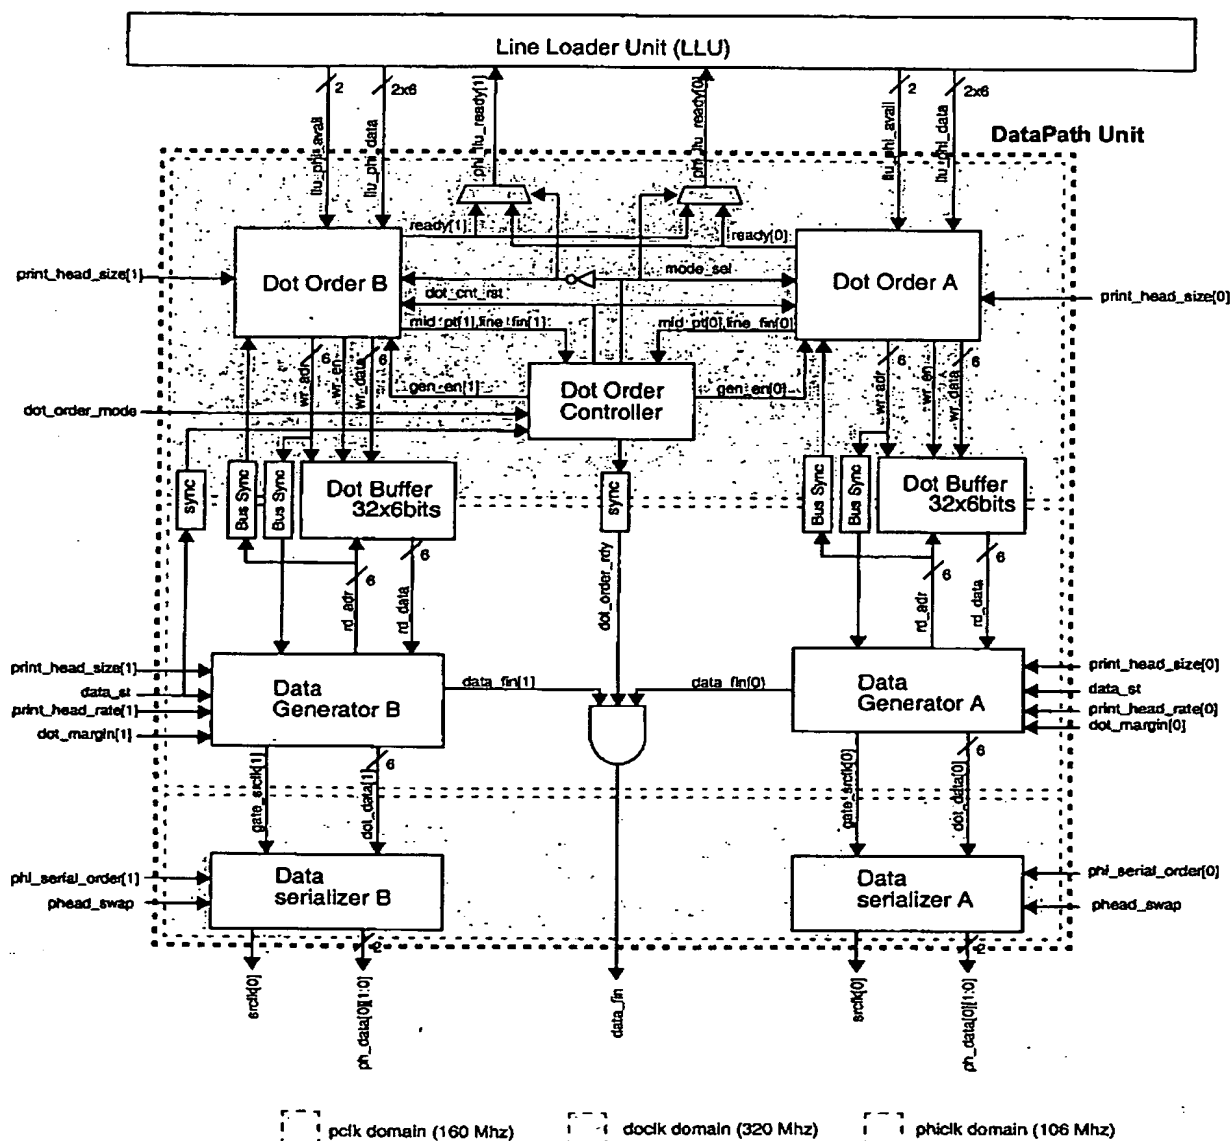 Line Loader Unit (LLU)
2
2x6
2
2x6
llu_phi_avail
llu_phi_data
phi_llu_ready[1]
phi_llu_ready[0]
llu_phi_avail
llu_phi_data
DataPath Unit
ready[1]
ready[0]
print_head_size[1]
Dot Order B
mode_sel
Dot Order A
print_head_size[0]
dot_cnt_rst
mid_pt[1],line_fin[1]
mid_pt[0],line_fin[0]
6
6
6
6
wr_adr
wr_en
wr_data
gen_en[1]
Dot Order
Controller
gen_en[0]
wr_adr
wr_en
wr_data
dot_order_mode
sync
Bus Sync
Bus Sync
Dot Buffer
32x6bits
sync
Bus Sync
Bus Sync
Dot Buffer
32x6bits
6
6
6
6
rd_adr
rd_data
dot_order_rdy
rd_adr
rd_data
print_head_size[1]
data_st
print_head_rate[1]
dot_margin[1]
Data
Generator B
data_fin[1]
data_fin[0]
Data
Generator A
print_head_size[0]
data_st
print_head_rate[0]
dot_margin[0]
6
6
gate_srclk[1]
dot_data[1]
gate_srclk[0]
dot_data[0]
phi_serial_order[1]
phead_swap
Data
serializer B
Data
serializer A
phi_serial_order[0]
phead_swap
2
2
srclk[0]
ph_data[0][1:0]
data_fin
srclk[0]
ph_data[0][1:0]
pclk domain (160 Mhz)
doclk domain (320 Mhz)
phiclk domain (106 Mhz)